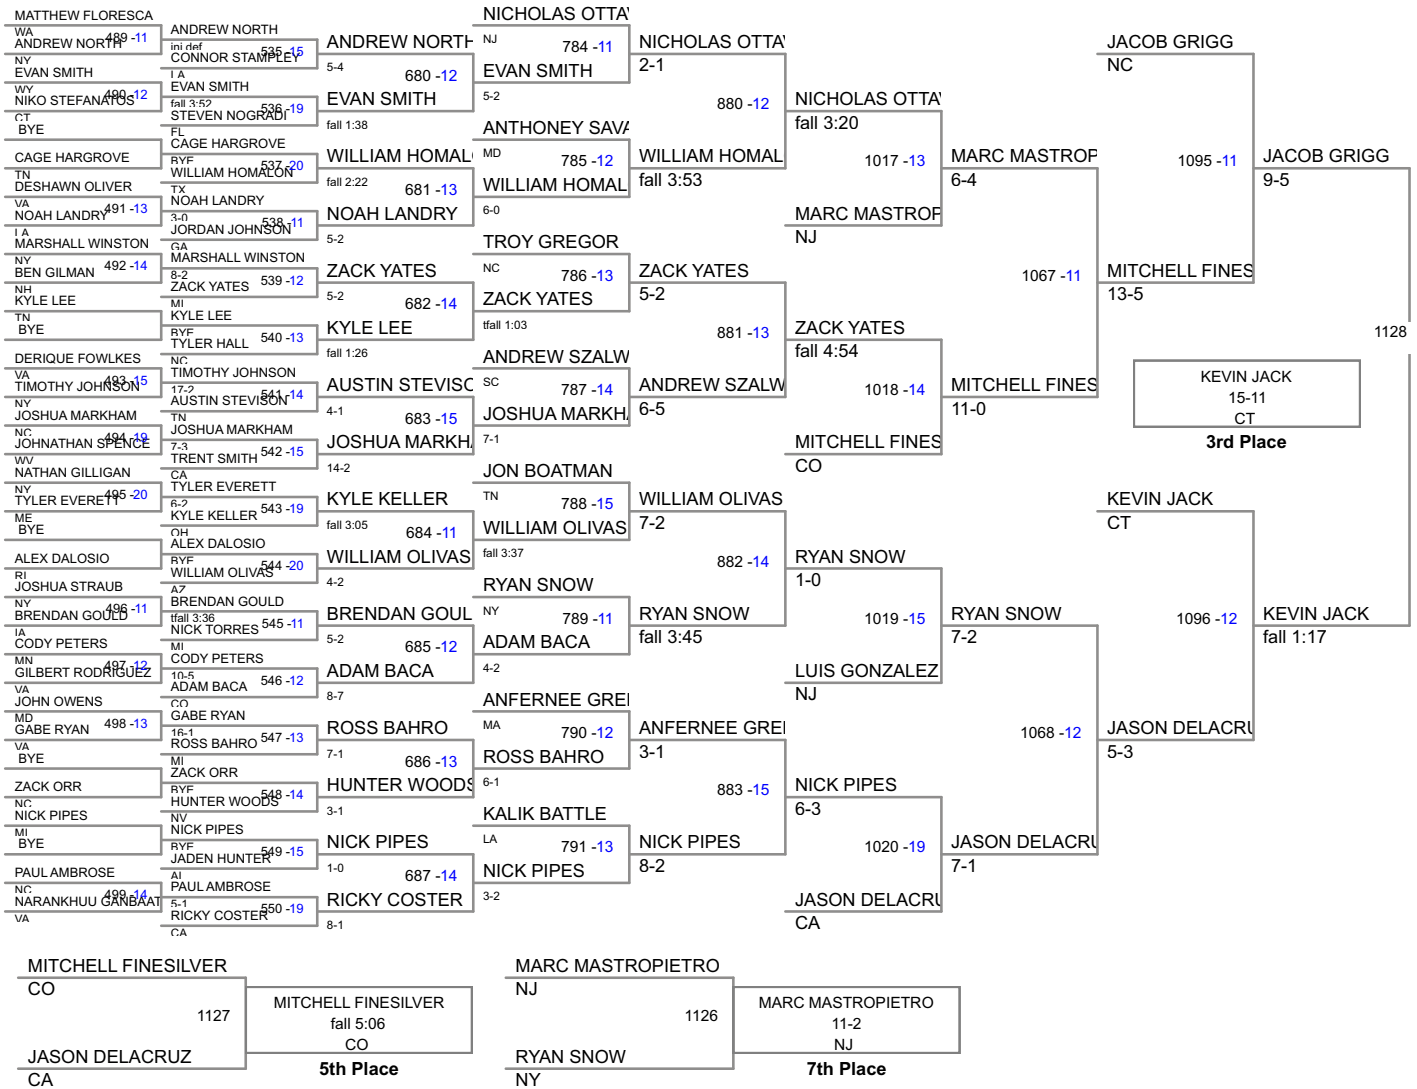 MATTHEW FLORESCA
WA
489 -11
ANDREW NORTH
NY
EVAN SMITH
WY
490 -12
NIKO STEFANATOS
CT
BYE
CAGE HARGROVE
TN
DESHAWN OLIVER
VA
491 -13
NOAH LANDRY
LA
MARSHALL WINSTON
NY
492 -14
BEN GILMAN
NH
KYLE LEE
TN
BYE
DERIQUE FOWLKES
VA
493 -15
TIMOTHY JOHNSON
NY
JOSHUA MARKHAM
NC
494 -19
JOHNATHAN SPENCE
WV
NATHAN GILLIGAN
NY
495 -20
TYLER EVERETT
ME
BYE
ALEX DALOSIO
RI
JOSHUA STRAUB
NY
496 -11
BRENDAN GOULD
IA
CODY PETERS
MN
497 -12
GILBERT RODRIGUEZ
VA
JOHN OWENS
MD
498 -13
GABE RYAN
VA
BYE
ZACK ORR
NC
NICK PIPES
MI
BYE
PAUL AMBROSE
NC
499 -14
NARANKHUU GANBAAT
VA
ANDREW NORTH
inj def
535 -15
CONNOR STAMPLEY
LA
EVAN SMITH
fall 3:52
536 -19
STEVEN NOGRADI
FL
CAGE HARGROVE
BYE
537 -20
WILLIAM HOMALON
TX
NOAH LANDRY
3-0
538 -11
JORDAN JOHNSON
GA
MARSHALL WINSTON
8-2
539 -12
ZACK YATES
MI
KYLE LEE
BYE
540 -13
TYLER HALL
NC
TIMOTHY JOHNSON
17-2
541 -14
AUSTIN STEVISON
TN
JOSHUA MARKHAM
7-3
542 -15
TRENT SMITH
CA
TYLER EVERETT
6-2
543 -19
KYLE KELLER
OH
ALEX DALOSIO
BYE
544 -20
WILLIAM OLIVAS
AZ
BRENDAN GOULD
tfall 3:36
545 -11
NICK TORRES
MI
CODY PETERS
10-5
546 -12
ADAM BACA
CO
GABE RYAN
16-1
547 -13
ROSS BAHRO
MI
ZACK ORR
BYE
548 -14
HUNTER WOODS
NV
NICK PIPES
BYE
549 -15
JADEN HUNTER
AL
PAUL AMBROSE
5-1
550 -19
RICKY COSTER
CA
ANDREW NORTH
5-4
680 -12
EVAN SMITH
fall 1:38
WILLIAM HOMAL
fall 2:22
681 -13
NOAH LANDRY
5-2
ZACK YATES
5-2
682 -14
KYLE LEE
fall 1:26
AUSTIN STEVISO
4-1
683 -15
JOSHUA MARKHA
14-2
KYLE KELLER
fall 3:05
684 -11
WILLIAM OLIVAS
4-2
BRENDAN GOUL
5-2
685 -12
ADAM BACA
8-7
ROSS BAHRO
7-1
686 -13
HUNTER WOODS
3-1
NICK PIPES
1-0
687 -14
RICKY COSTER
8-1
NICHOLAS OTTA
NJ
784 -11
EVAN SMITH
5-2
ANTHONEY SAVA
MD
785 -12
WILLIAM HOMAL
6-0
TROY GREGOR
NC
786 -13
ZACK YATES
tfall 1:03
ANDREW SZALW
SC
787 -14
JOSHUA MARKH
7-1
JON BOATMAN
TN
788 -15
WILLIAM OLIVAS
fall 3:37
RYAN SNOW
NY
789 -11
ADAM BACA
4-2
ANFERNEE GRE
MA
790 -12
ROSS BAHRO
6-1
KALIK BATTLE
LA
791 -13
NICK PIPES
3-2
NICHOLAS OTTA
2-1
880 -12
WILLIAM HOMAL
fall 3:53
ZACK YATES
5-2
881 -13
ANDREW SZALW
6-5
WILLIAM OLIVAS
7-2
882 -14
RYAN SNOW
fall 3:45
ANFERNEE GRE
3-1
883 -15
NICK PIPES
8-2
NICHOLAS OTTA
fall 3:20
1017 -13
MARC MASTROP
NJ
ZACK YATES
fall 4:54
1018 -14
MITCHELL FINES
CO
RYAN SNOW
1-0
1019 -15
LUIS GONZALEZ
NJ
NICK PIPES
6-3
1020 -19
JASON DELACRU
CA
MARC MASTROP
6-4
1067 -11
MITCHELL FINES
11-0
RYAN SNOW
7-2
1068 -12
JASON DELACRU
7-1
JACOB GRIGG
NC
1095 -11
MITCHELL FINES
13-5
KEVIN JACK
CT
1096 -12
JASON DELACRU
5-3
JACOB GRIGG
9-5
1128
KEVIN JACK
fall 1:17
KEVIN JACK
15-11
CT
3rd Place
MITCHELL FINESILVER
CO
1127
JASON DELACRUZ
CA
MITCHELL FINESILVER
fall 5:06
CO
5th Place
MARC MASTROPIETRO
NJ
1126
RYAN SNOW
NY
MARC MASTROPIETRO
11-2
NJ
7th Place